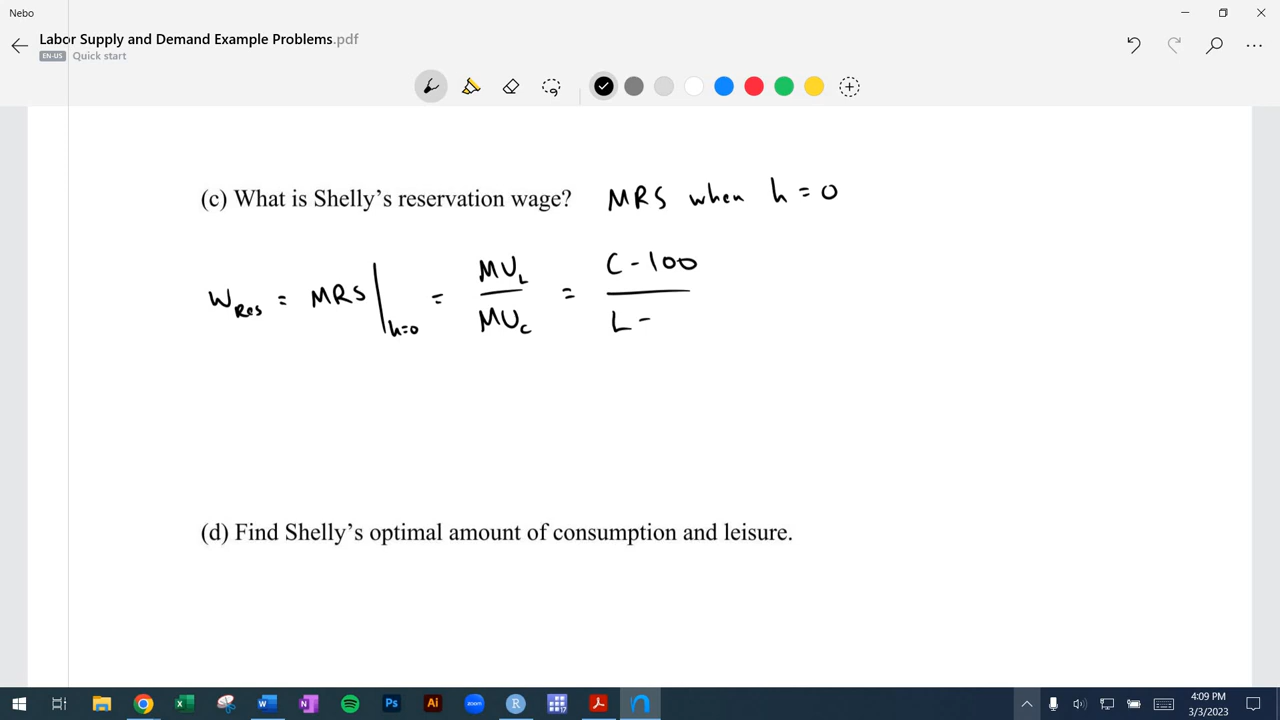 Nebo
Labor Supply and Demand Example Problems.pdf
EN-US Quick start
(c) What is Shelly's reservation wage? MRS when h = 0
W_Res = MRS |_h=0 = MU_L / MU_C = C - 100 / L -
(d) Find Shelly's optimal amount of consumption and leisure.
4:09 PM
3/3/2023